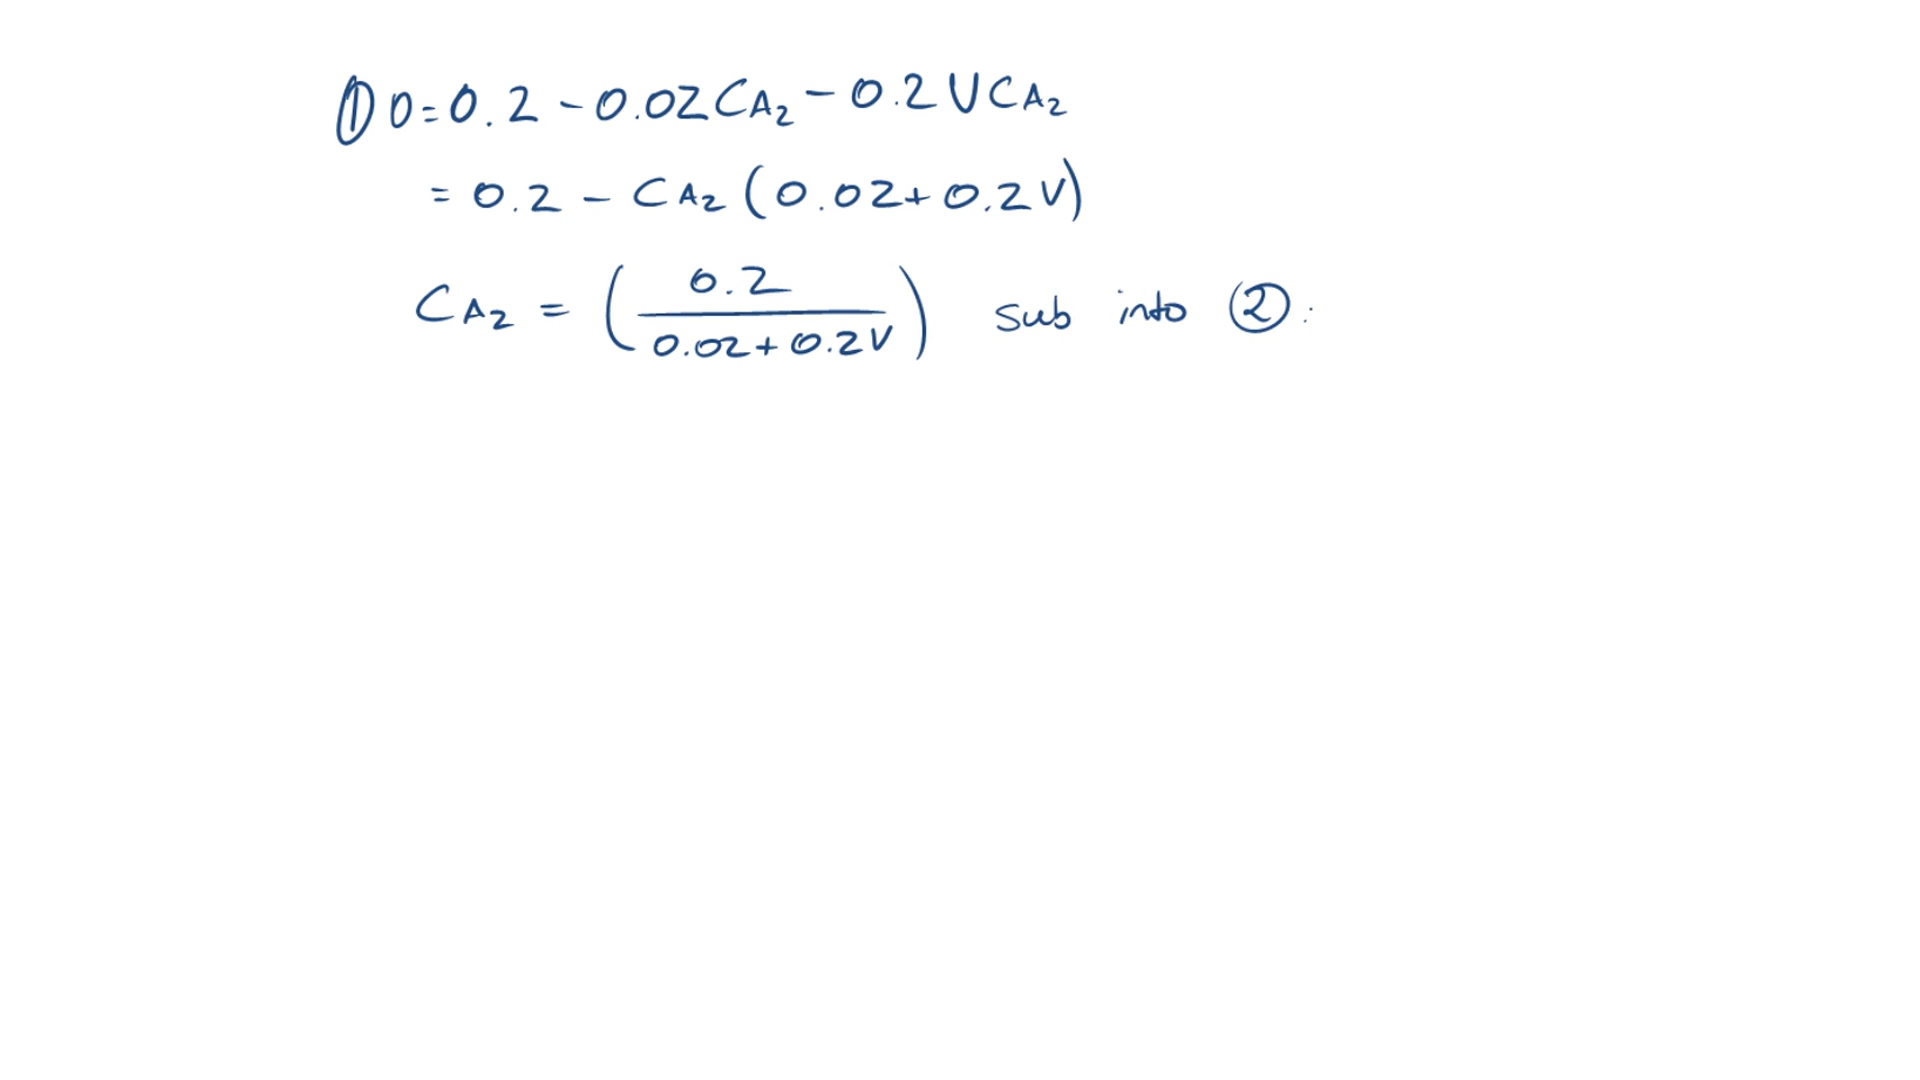 ① 0 = 0.2 - 0.02CA2 - 0.2VCA2
= 0.2 - CA2(0.02 + 0.2V)
CA2 = (0.2 / 0.02 + 0.2V) sub into ②: